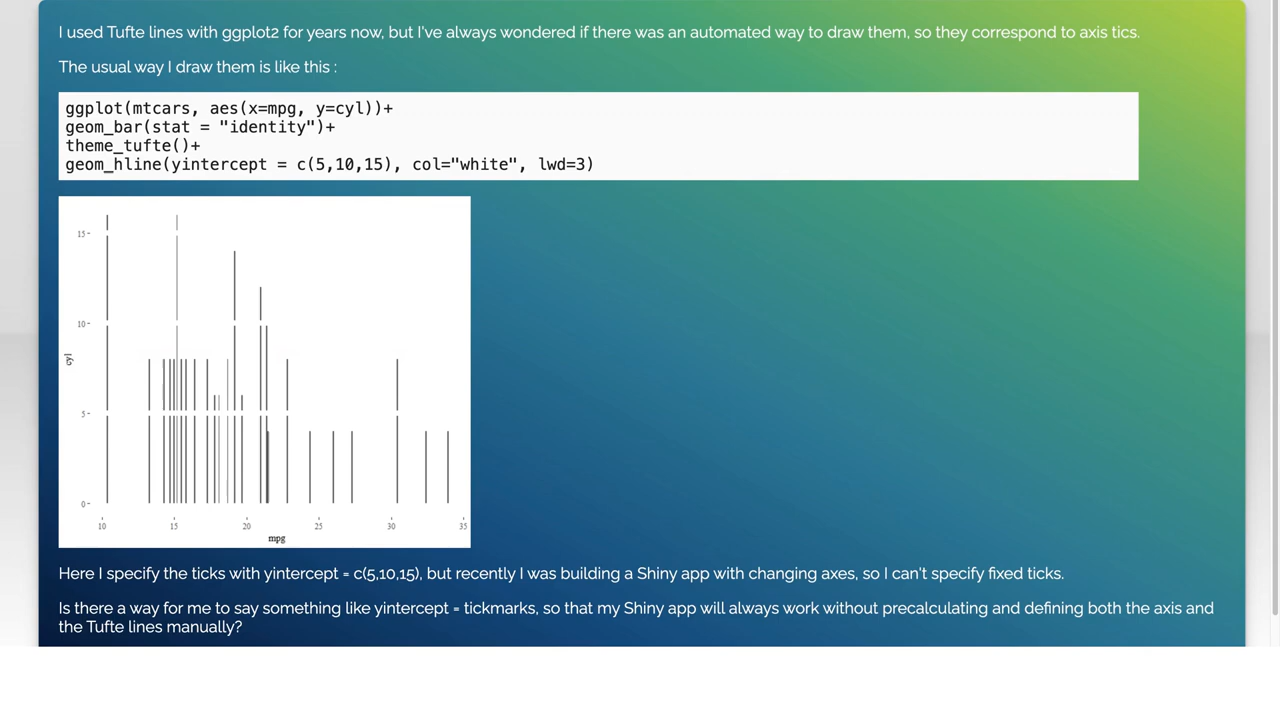 I used Tufte lines with ggplot2 for years now, but I've always wondered if there was an automated way to draw them, so they correspond to axis tics.
The usual way I draw them is like this :
ggplot(mtcars, aes(x=mpg, y=cyl))+
geom_bar(stat = "identity")+
theme_tufte()+
geom_hline(yintercept = c(5,10,15), col="white", lwd=3)
15
10
cyl
5
0
10 15 20 25 30 35
mpg
Here I specify the ticks with yintercept = c(5,10,15), but recently I was building a Shiny app with changing axes, so I can't specify fixed ticks.
Is there a way for me to say something like yintercept = tickmarks, so that my Shiny app will always work without precalculating and defining both the axis and
the Tufte lines manually?